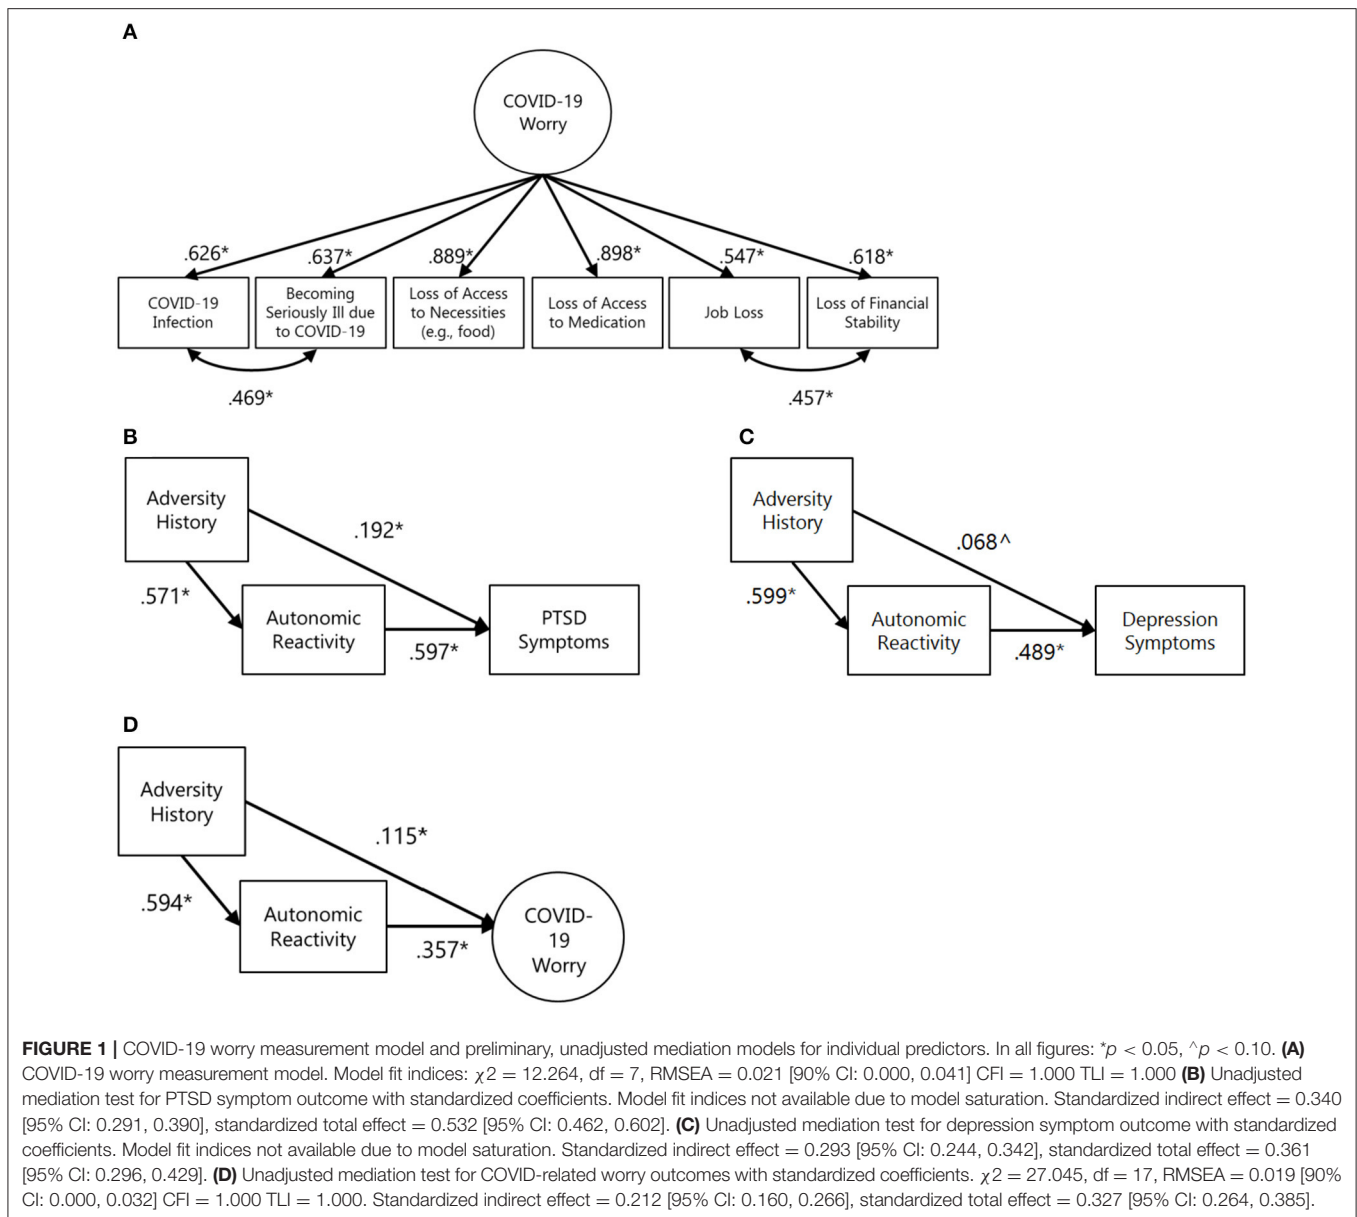 A
COVID-19
Worry
.626*
.637*
.889*
.898*
.547*
.618*
COVID-19
Infection
Becoming
Seriously Ill due
to COVID-19
Loss of Access
to Necessities
(e.g., food)
Loss of Access
to Medication
Job Loss
Loss of Financial
Stability
.469*
.457*
B
Adversity
History
.192*
.571*
Autonomic
Reactivity
.597*
PTSD
Symptoms
C
Adversity
History
.068^
.599*
Autonomic
Reactivity
.489*
Depression
Symptoms
D
Adversity
History
.115*
.594*
Autonomic
Reactivity
.357*
COVID-
19
Worry
FIGURE 1 | COVID-19 worry measurement model and preliminary, unadjusted mediation models for individual predictors. In all figures: *p < 0.05, ^p < 0.10. (A)
COVID-19 worry measurement model. Model fit indices: χ2 = 12.264, df = 7, RMSEA = 0.021 [90% CI: 0.000, 0.041] CFI = 1.000 TLI = 1.000 (B) Unadjusted
mediation test for PTSD symptom outcome with standardized coefficients. Model fit indices not available due to model saturation. Standardized indirect effect = 0.340
[95% CI: 0.291, 0.390], standardized total effect = 0.532 [95% CI: 0.462, 0.602]. (C) Unadjusted mediation test for depression symptom outcome with standardized
coefficients. Model fit indices not available due to model saturation. Standardized indirect effect = 0.293 [95% CI: 0.244, 0.342], standardized total effect = 0.361
[95% CI: 0.296, 0.429]. (D) Unadjusted mediation test for COVID-related worry outcomes with standardized coefficients. χ2 = 27.045, df = 17, RMSEA = 0.019 [90%
CI: 0.000, 0.032] CFI = 1.000 TLI = 1.000. Standardized indirect effect = 0.212 [95% CI: 0.160, 0.266], standardized total effect = 0.327 [95% CI: 0.264, 0.385].